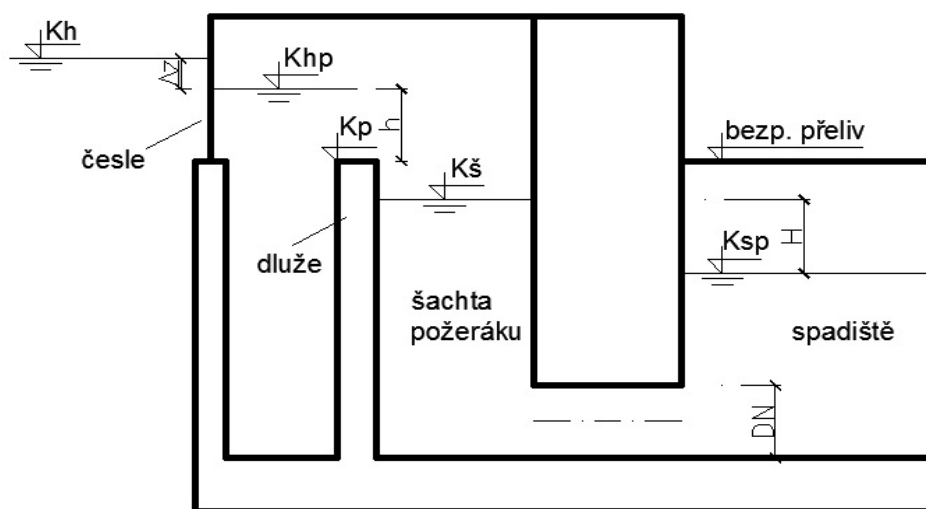 Kh
Δz
Khp
h
Kp
česle
bezp. přeliv
Kš
H
Ksp
dluže
šachta
požeráku
spadiště
DN